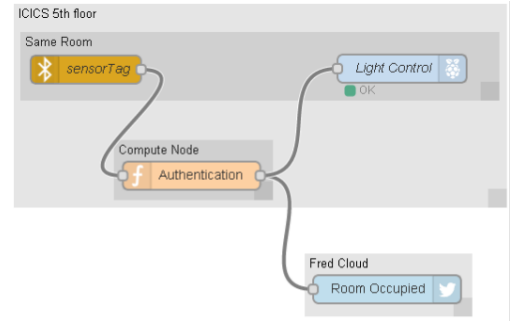 ICICS 5th floor
Same Room
sensorTag
Light Control
OK
Compute Node
Authentication
Fred Cloud
Room Occupied